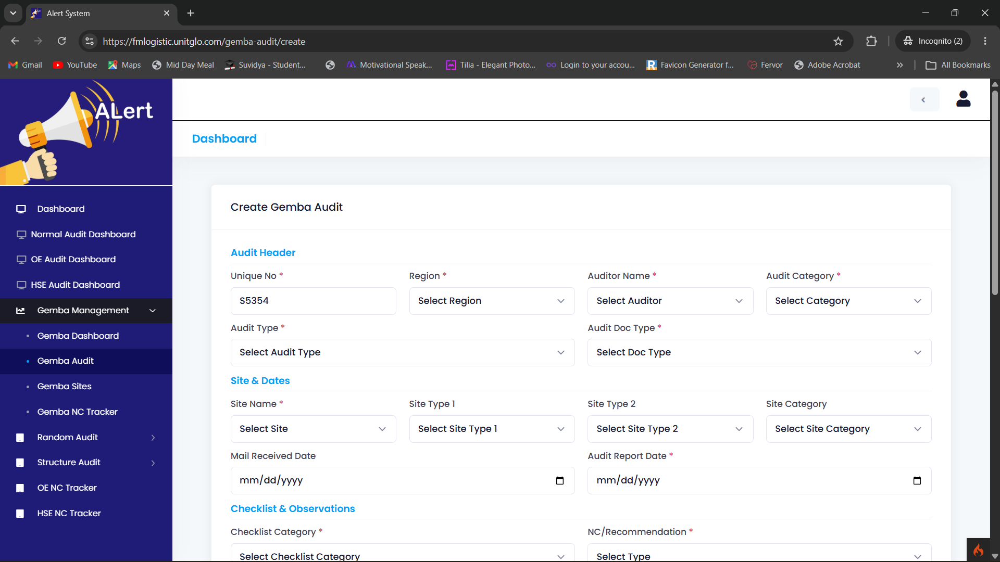 Alert System
https://fmlogistic.unitglo.com/gemba-audit/create
Incognito (2)
Gmail
YouTube
Maps
Mid Day Meal
Suvidya - Student...
Motivational Speak...
Tilia - Elegant Photo...
Login to your accou...
Favicon Generator f...
Fervor
Adobe Acrobat
All Bookmarks
ALert
Dashboard
Normal Audit Dashboard
OE Audit Dashboard
HSE Audit Dashboard
Gemba Management
Gemba Dashboard
Gemba Audit
Gemba Sites
Gemba NC Tracker
Random Audit
Structure Audit
OE NC Tracker
HSE NC Tracker
Dashboard
Create Gemba Audit
Audit Header
Unique No * Region * Auditor Name * Audit Category *
S5354 Select Region Select Auditor Select Category
Audit Type * Audit Doc Type *
Select Audit Type Select Doc Type
Site & Dates
Site Name * Site Type 1 Site Type 2 Site Category
Select Site Select Site Type 1 Select Site Type 2 Select Site Category
Mail Received Date Audit Report Date *
mm/dd/yyyy mm/dd/yyyy
Checklist & Observations
Checklist Category * NC/Recommendation *
Select Checklist Category Select Type